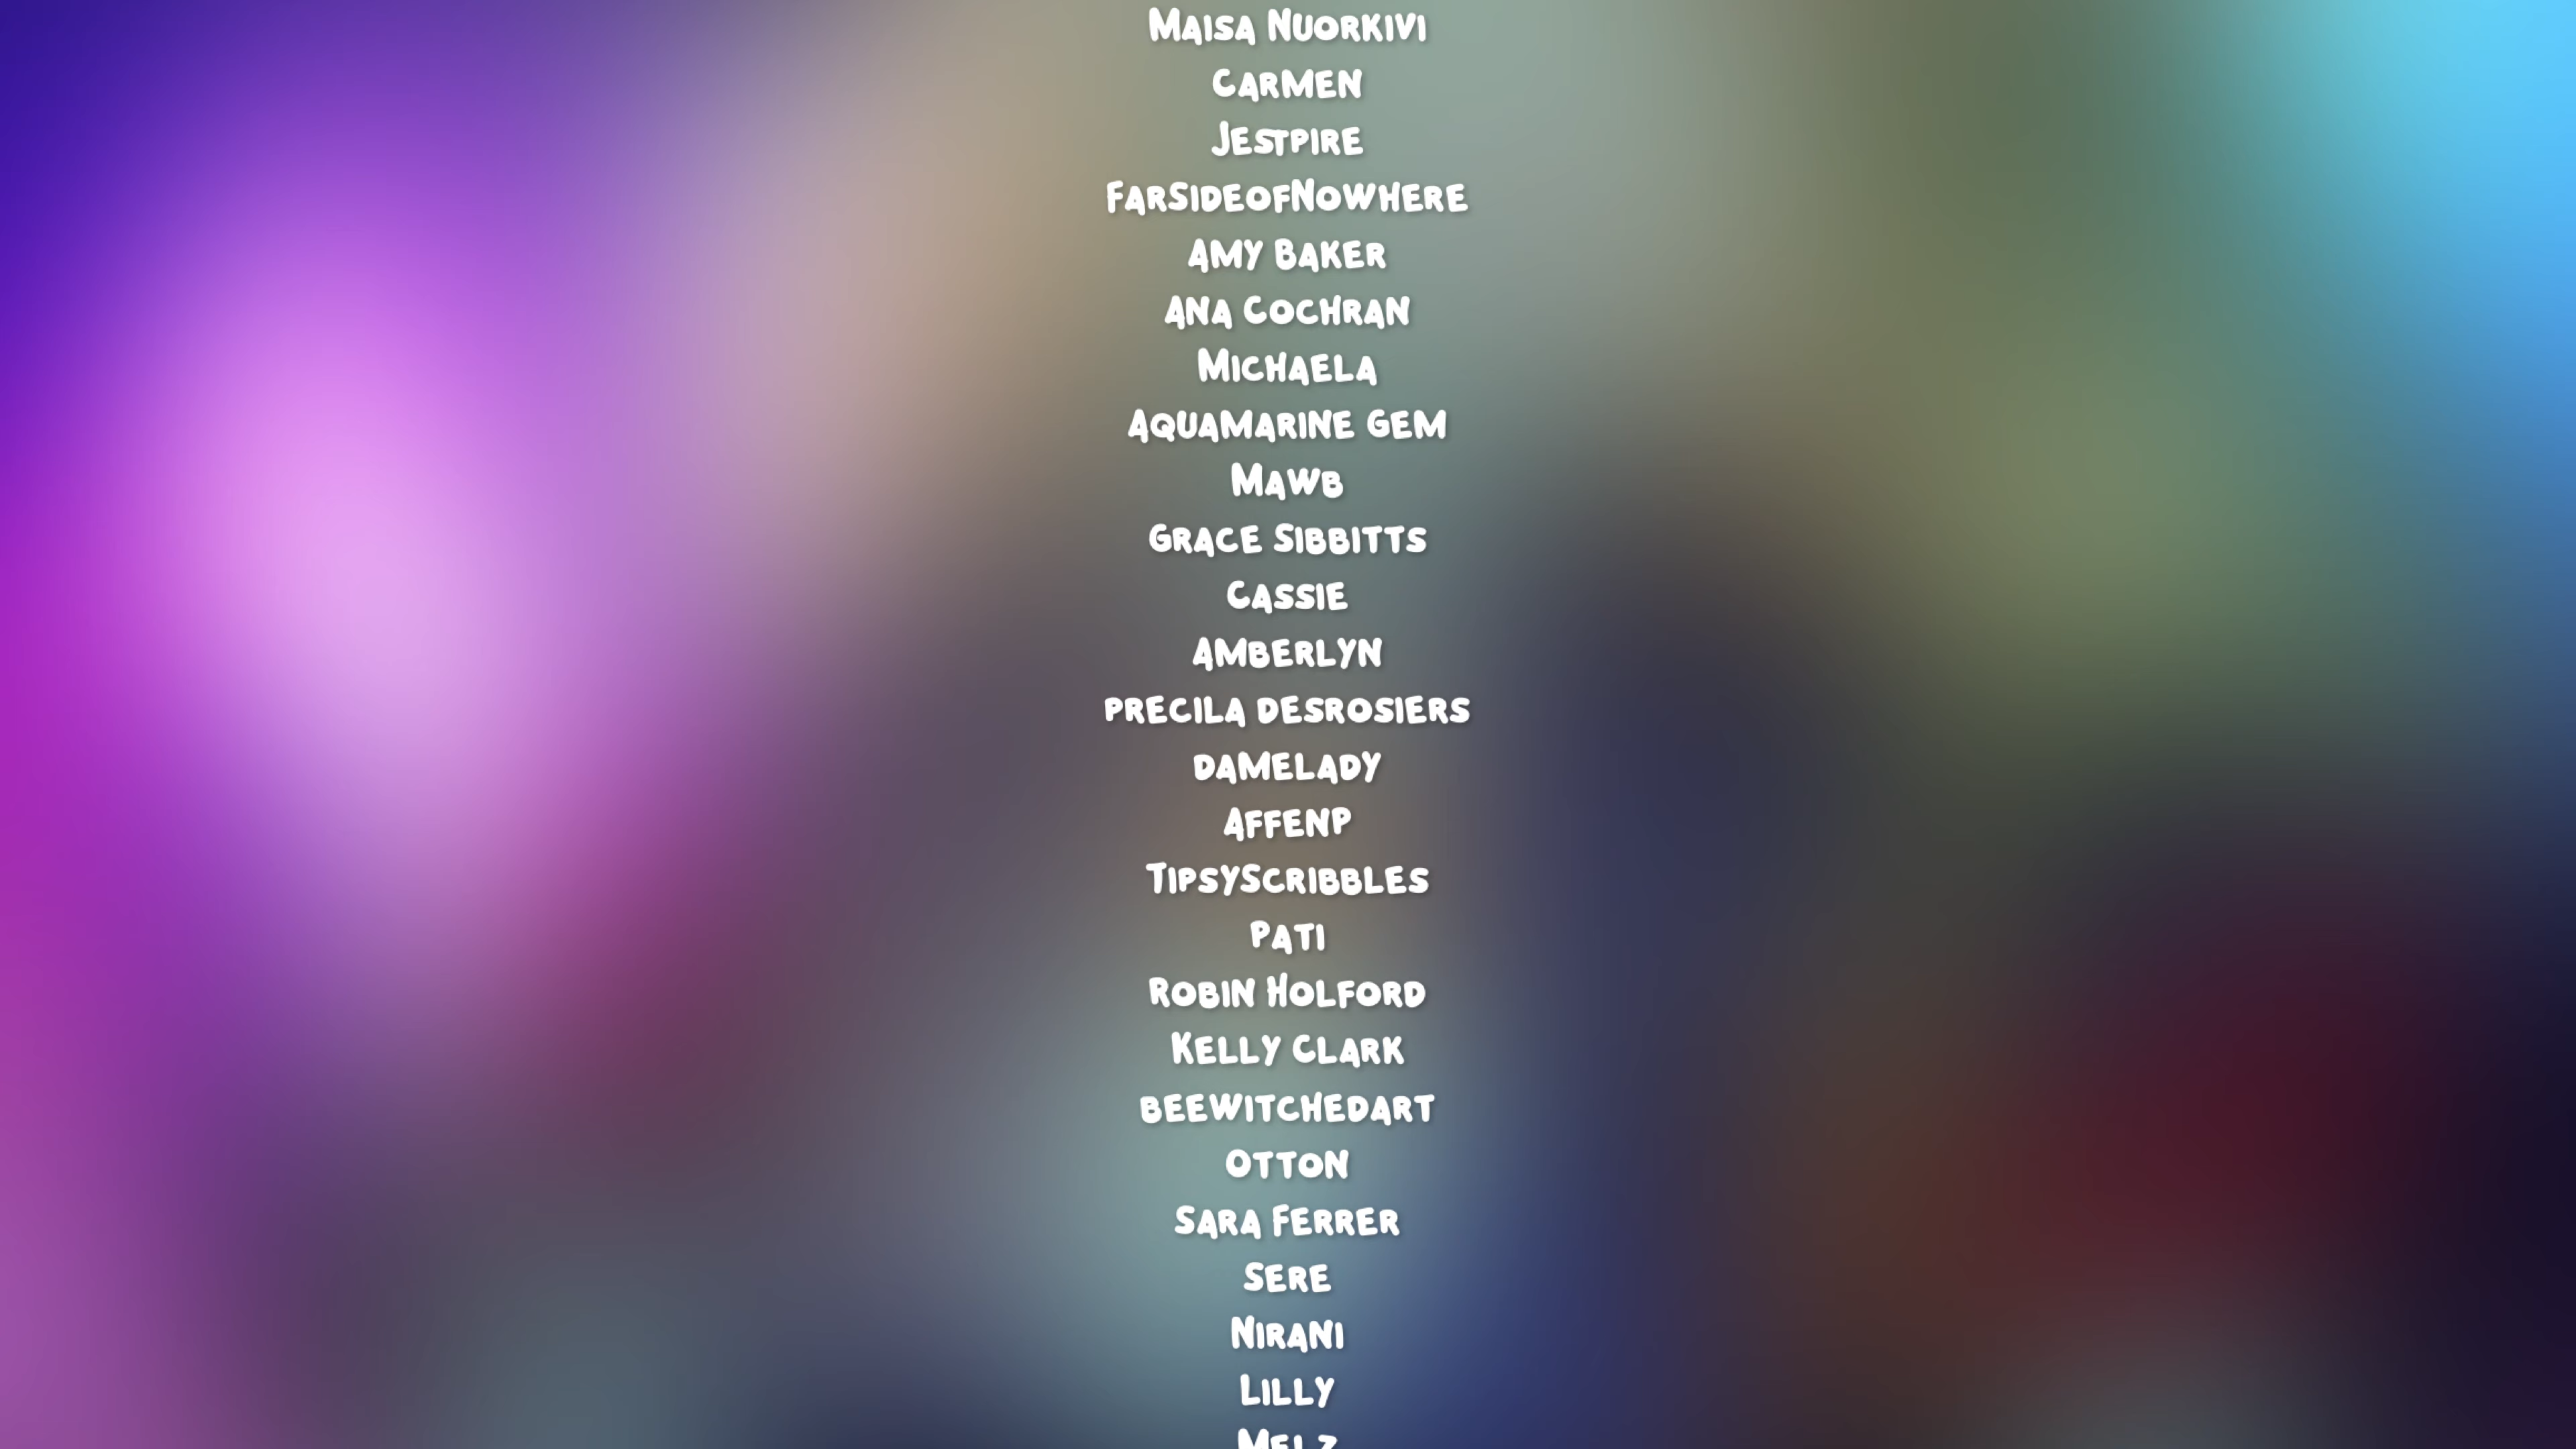 Maisa Nuorkivi
Carmen
Jestpire
FarSideofNowhere
Amy Baker
Ana Cochran
Michaela
Aquamarine Gem
Mawb
Grace Sibbitts
Cassie
Amberlyn
precila desrosiers
damelady
Affenp
TipsyScribbles
Pati
Robin Holford
Kelly Clark
beewitchedart
Otton
Sara Ferrer
Sere
Nirani
Lilly
Melz